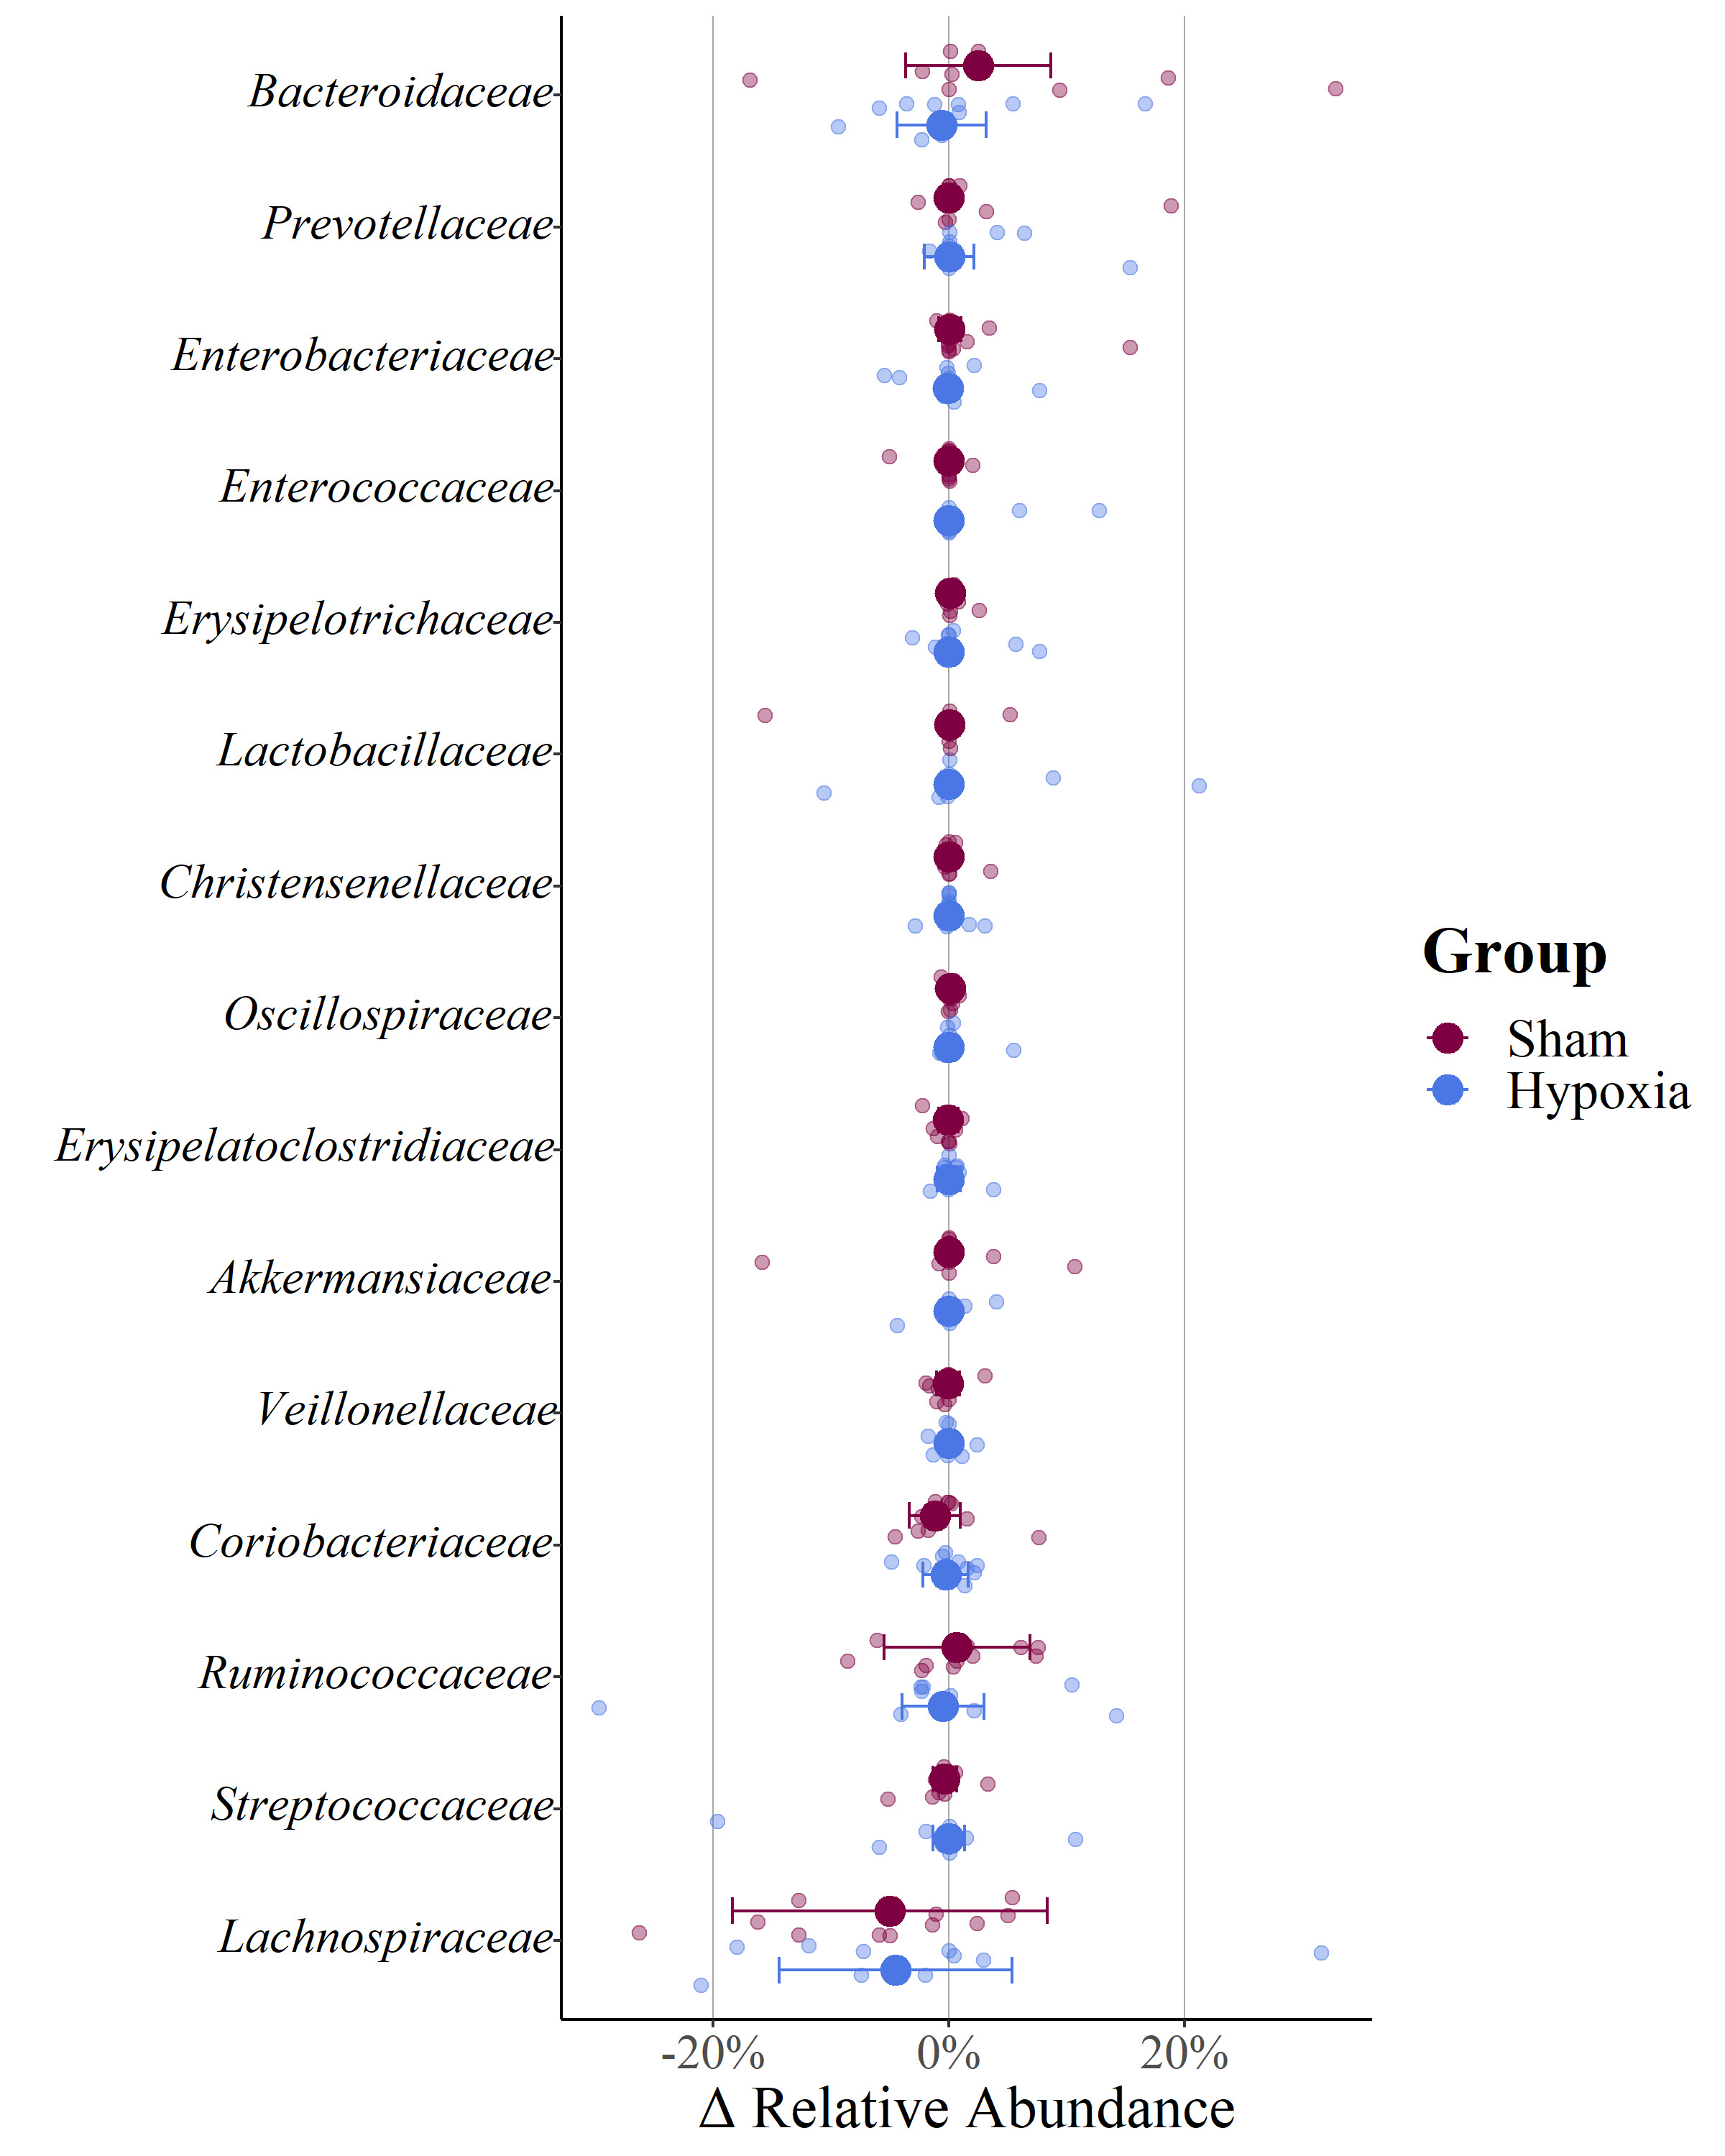 Bacteroidaceae
Prevotellaceae
Enterobacteriaceae
Enterococcaceae
Erysipelotrichaceae
Lactobacillaceae
Christensenellaceae
Oscillospiraceae
Erysipelatoclostridiaceae
Akkermansiaceae
Veillonellaceae
Coriobacteriaceae
Ruminococcaceae
Streptococcaceae
Lachnospiraceae
-20% 0% 20%
Δ Relative Abundance
Group
Sham
Hypoxia